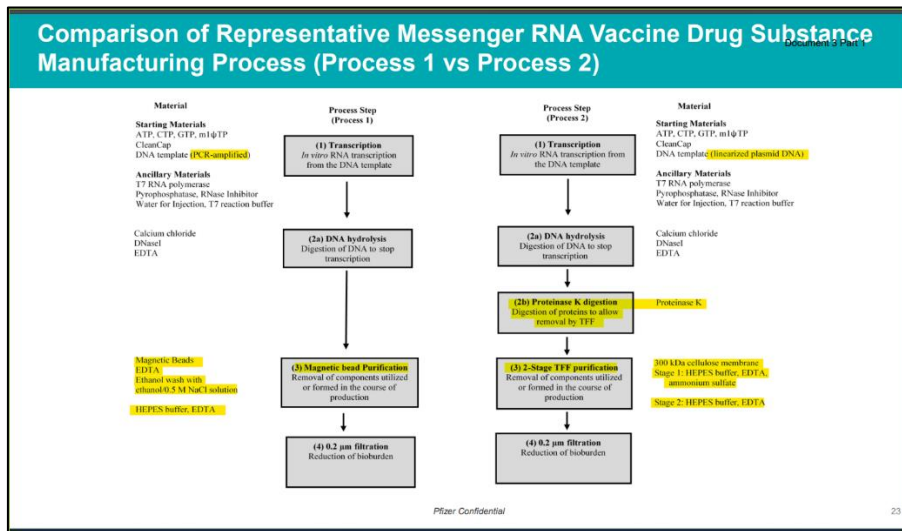 Comparison of Representative Messenger RNA Vaccine Drug Substance
Document 3 Part 1
Manufacturing Process (Process 1 vs Process 2)
Material
Starting Materials
ATP, CTP, GTP, m1ψTP
CleanCap
DNA template (PCR-amplified)
Ancillary Materials
T7 RNA polymerase
Pyrophosphatase, RNase Inhibitor
Water for Injection, T7 reaction buffer
Calcium chloride
DNaseI
EDTA
Magnetic Beads
EDTA
Ethanol wash with
ethanol/0.5 M NaCl solution
HEPES buffer, EDTA
Process Step
(Process 1)
(1) Transcription
In vitro RNA transcription
from the DNA template
(2a) DNA hydrolysis
Digestion of DNA to stop
transcription
(3) Magnetic bead Purification
Removal of components utilized
or formed in the course of
production
(4) 0.2 μm filtration
Reduction of bioburden
Process Step
(Process 2)
(1) Transcription
In vitro RNA transcription from
the DNA template
(2a) DNA hydrolysis
Digestion of DNA to stop
transcription
(2b) Proteinase K digestion
Digestion of proteins to allow
removal by TFF
(3) 2-Stage TFF purification
Removal of components utilized
or formed in the course of
production
(4) 0.2 μm filtration
Reduction of bioburden
Material
Starting Materials
ATP, CTP, GTP, m1ψTP
CleanCap
DNA template (linearized plasmid DNA)
Ancillary Materials
T7 RNA polymerase
Pyrophosphatase, RNase Inhibitor
Water for Injection, T7 reaction buffer
Calcium chloride
DNaseI
EDTA
Proteinase K
300 kDa cellulose membrane
Stage 1: HEPES buffer, EDTA,
ammonium sulfate
Stage 2: HEPES buffer, EDTA
Pfizer Confidential
23